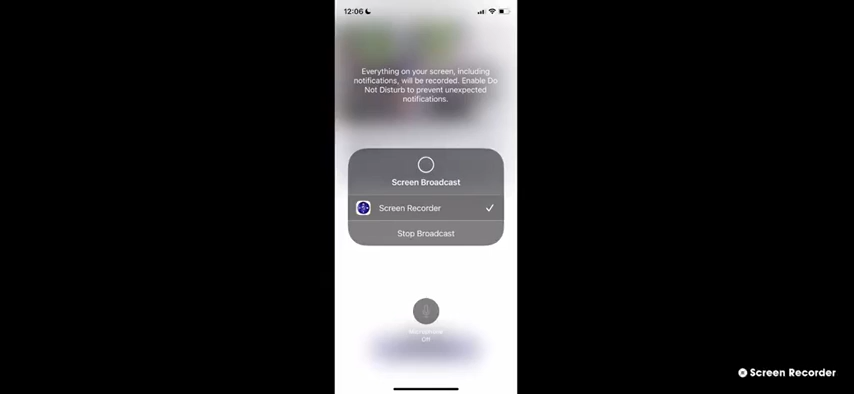 12:06
Everything on your screen, including
notifications, will be recorded. Enable Do
Not Disturb to prevent unexpected
notifications.
Screen Broadcast
Screen Recorder
Stop Broadcast
Microphone
Off
Screen Recorder